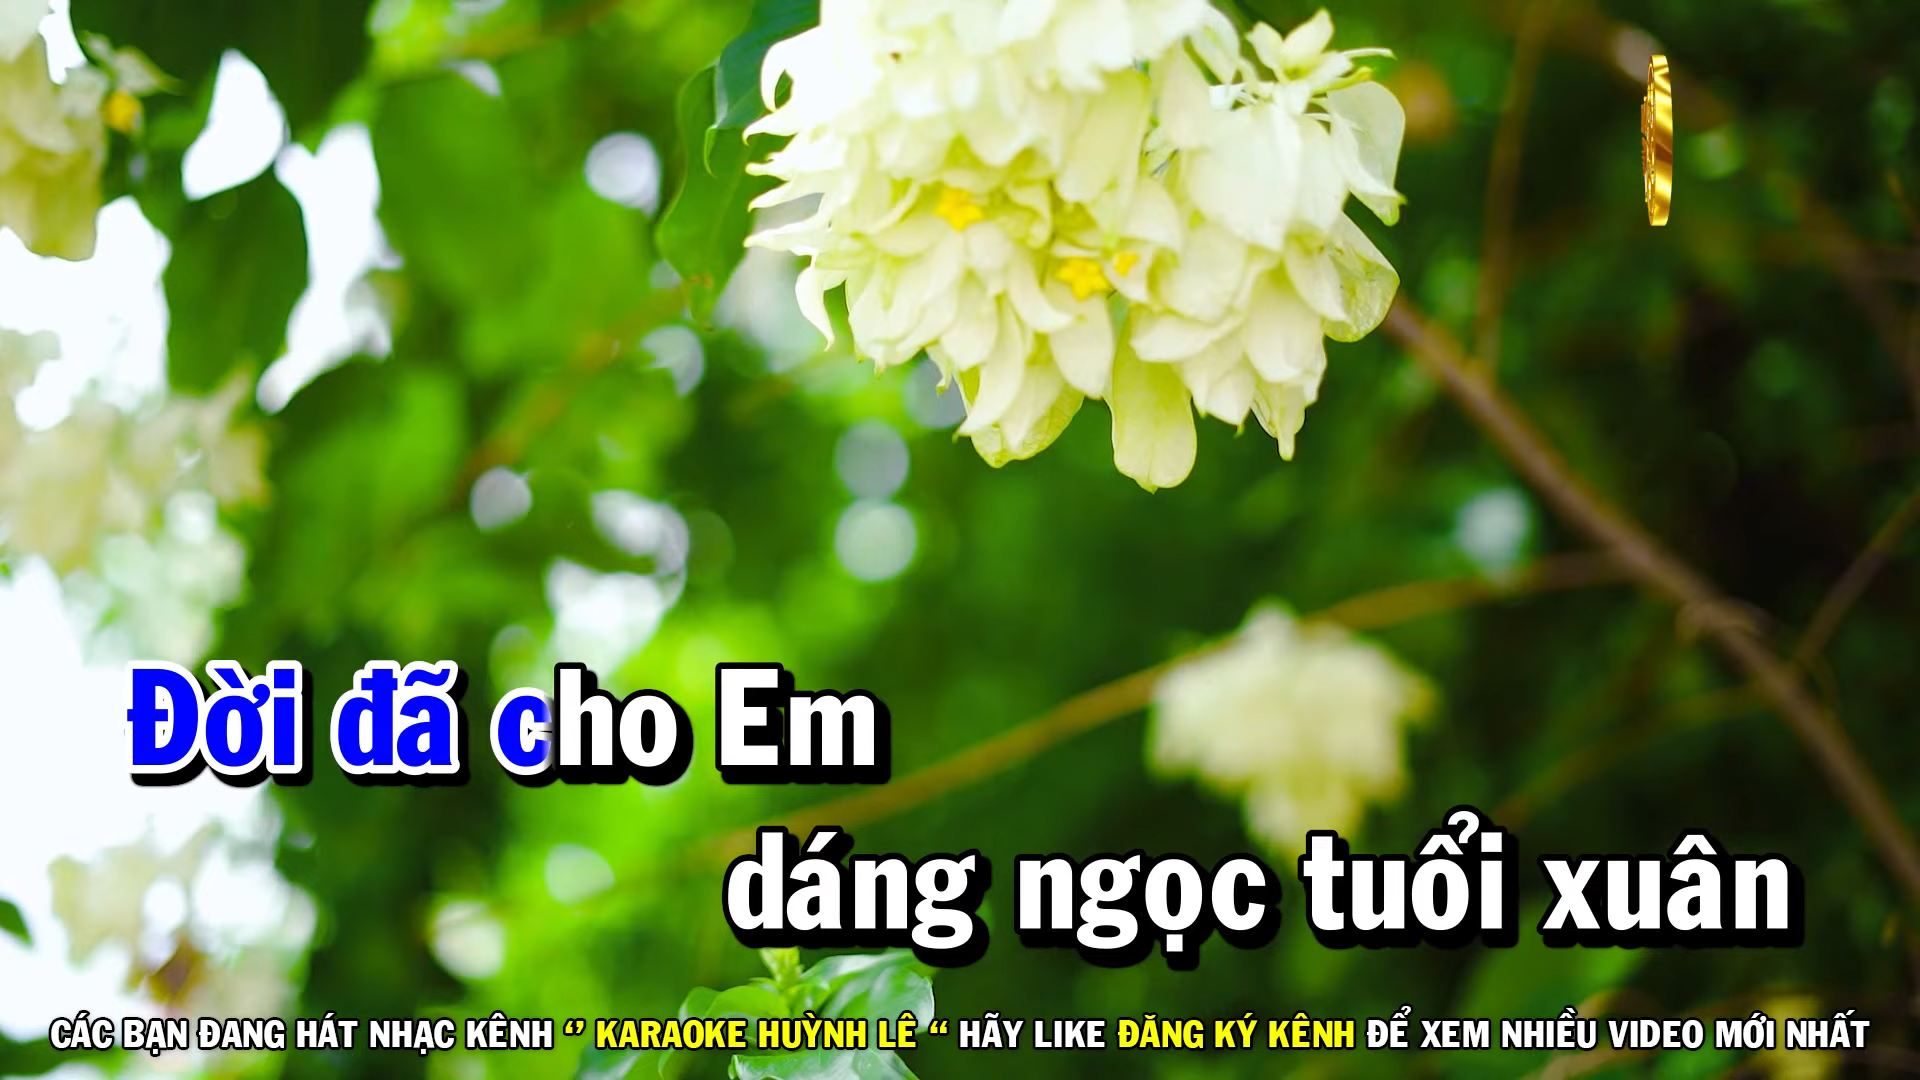 Đời đã cho Em
dáng ngọc tuổi xuân
CÁC BẠN ĐANG HÁT NHẠC KÊNH ‘’ KARAOKE HUỲNH LÊ “ HÃY LIKE ĐĂNG KÝ KÊNH ĐỂ XEM NHIỀU VIDEO MỚI NHẤT